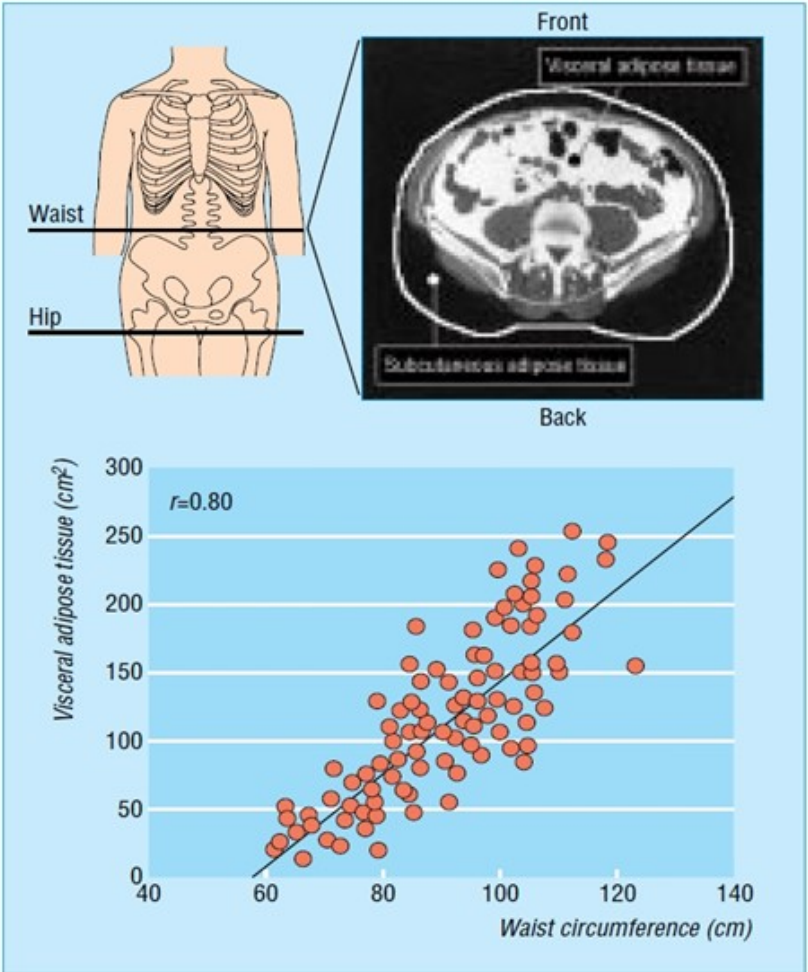 Front
Visceral adipose tissue
Waist
Hip
Subcutaneous adipose tissue
Back
Visceral adipose tissue (cm²)
300
r=0.80
250
200
150
100
50
0
40 60 80 100 120 140
Waist circumference (cm)